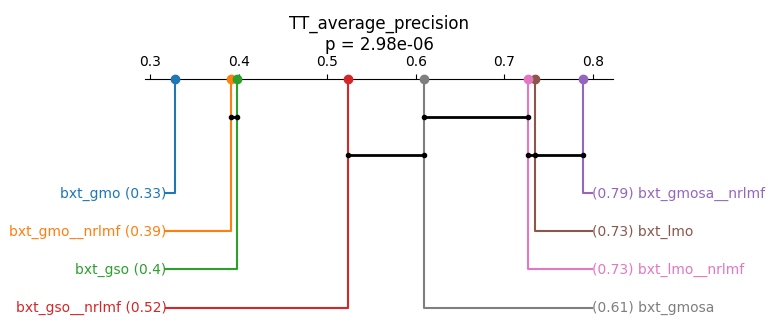 TT_average_precision
p = 2.98e-06
0.3 0.4 0.5 0.6 0.7 0.8
bxt_gmo (0.33) (0.79) bxt_gmosa__nrlmf
bxt_gmo__nrlmf (0.39) (0.73) bxt_lmo
bxt_gso (0.4) (0.73) bxt_lmo__nrlmf
bxt_gso__nrlmf (0.52) (0.61) bxt_gmosa